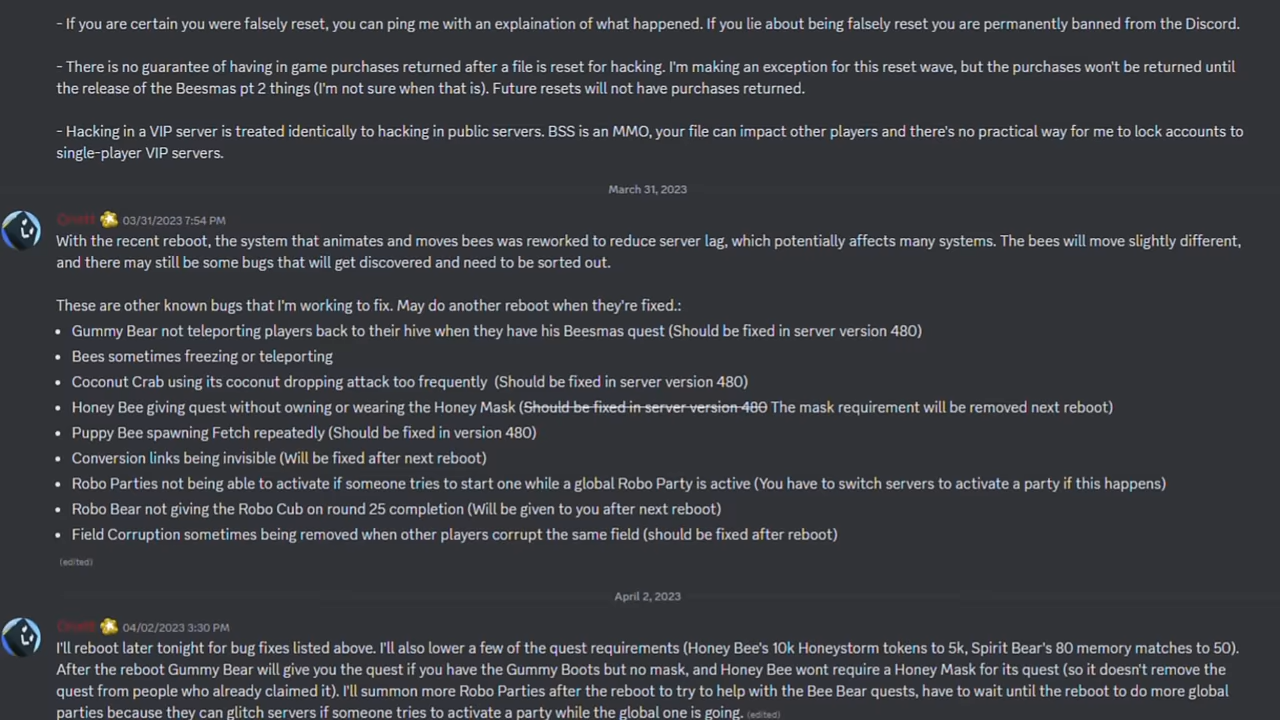 - If you are certain you were falsely reset, you can ping me with an explaination of what happened. If you lie about being falsely reset you are permanently banned from the Discord.
- There is no guarantee of having in game purchases returned after a file is reset for hacking. I'm making an exception for this reset wave, but the purchases won't be returned until
the release of the Beesmas pt 2 things (I'm not sure when that is). Future resets will not have purchases returned.
- Hacking in a VIP server is treated identically to hacking in public servers. BSS is an MMO, your file can impact other players and there's no practical way for me to lock accounts to
single-player VIP servers.
March 31, 2023
Onett 03/31/2023 7:54 PM
With the recent reboot, the system that animates and moves bees was reworked to reduce server lag, which potentially affects many systems. The bees will move slightly different,
and there may still be some bugs that will get discovered and need to be sorted out.
These are other known bugs that I'm working to fix. May do another reboot when they're fixed.:
• Gummy Bear not teleporting players back to their hive when they have his Beesmas quest (Should be fixed in server version 480)
• Bees sometimes freezing or teleporting
• Coconut Crab using its coconut dropping attack too frequently (Should be fixed in server version 480)
• Honey Bee giving quest without owning or wearing the Honey Mask (Should be fixed in server version 480 The mask requirement will be removed next reboot)
• Puppy Bee spawning Fetch repeatedly (Should be fixed in version 480)
• Conversion links being invisible (Will be fixed after next reboot)
• Robo Parties not being able to activate if someone tries to start one while a global Robo Party is active (You have to switch servers to activate a party if this happens)
• Robo Bear not giving the Robo Cub on round 25 completion (Will be given to you after next reboot)
• Field Corruption sometimes being removed when other players corrupt the same field (should be fixed after reboot)
(edited)
April 2, 2023
Onett 04/02/2023 3:30 PM
I'll reboot later tonight for bug fixes listed above. I'll also lower a few of the quest requirements (Honey Bee's 10k Honeystorm tokens to 5k, Spirit Bear's 80 memory matches to 50).
After the reboot Gummy Bear will give you the quest if you have the Gummy Boots but no mask, and Honey Bee wont require a Honey Mask for its quest (so it doesn't remove the
quest from people who already claimed it). I'll summon more Robo Parties after the reboot to try to help with the Bee Bear quests, have to wait until the reboot to do more global
parties because they can glitch servers if someone tries to activate a party while the global one is going. (edited)